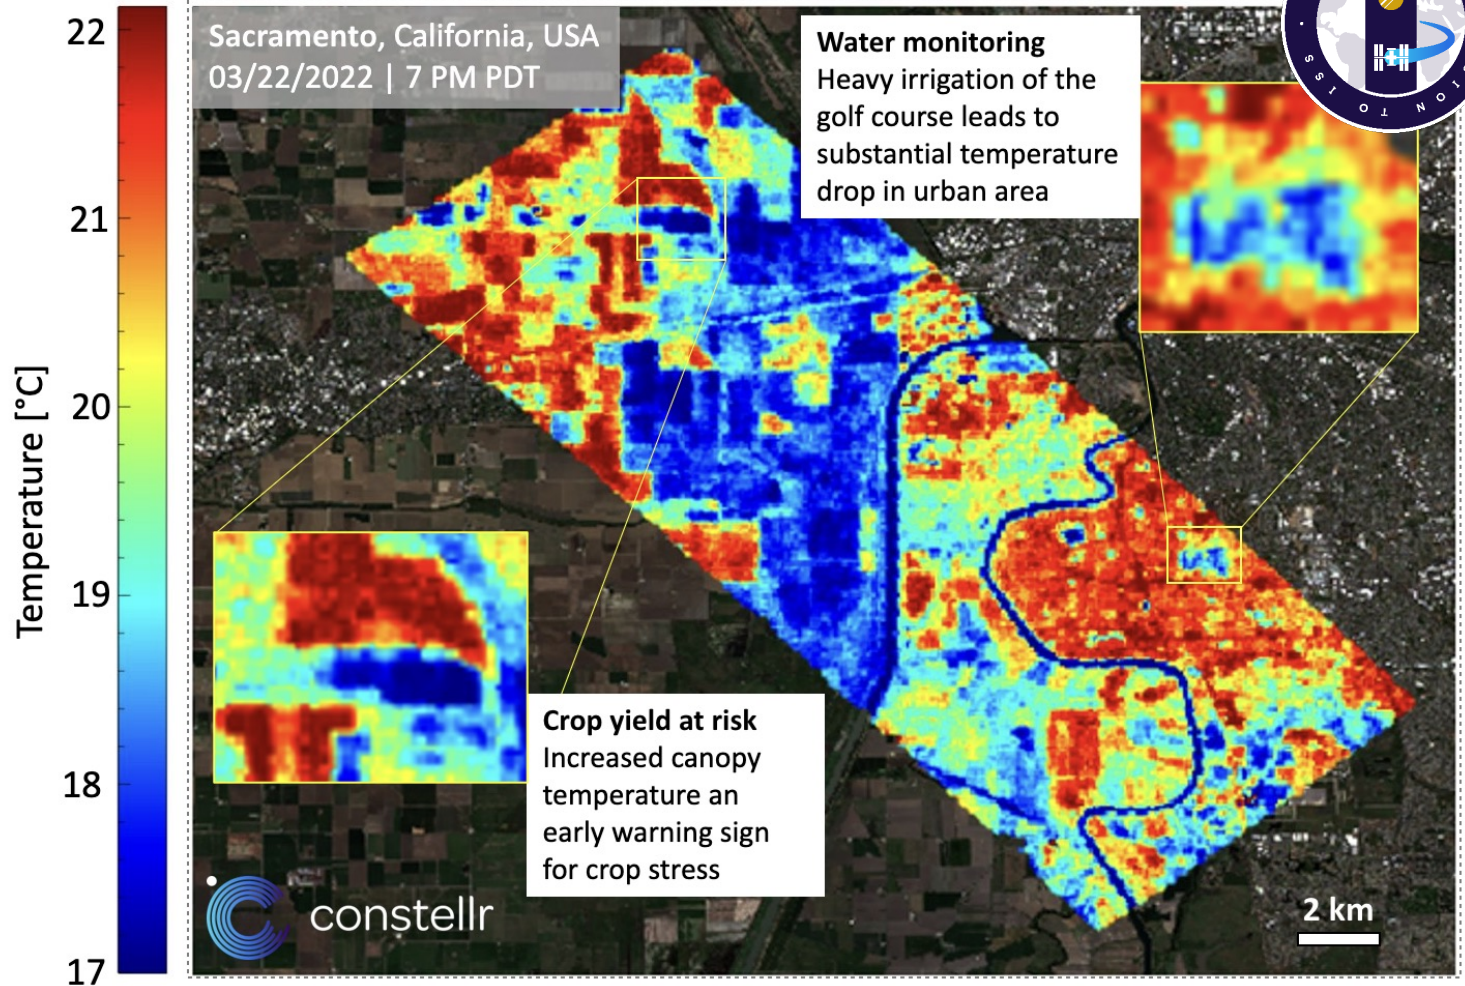 22
21
20
19
18
17
Temperature [°C]
Sacramento, California, USA
03/22/2022 | 7 PM PDT
Water monitoring
Heavy irrigation of the
golf course leads to
substantial temperature
drop in urban area
Crop yield at risk
Increased canopy
temperature an
early warning sign
for crop stress
constellr
2 km